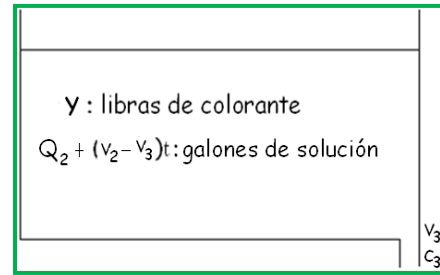 Y : libras de colorante
Q₂ + (v₂− v₃)t : galones de solución
v₃
c₃